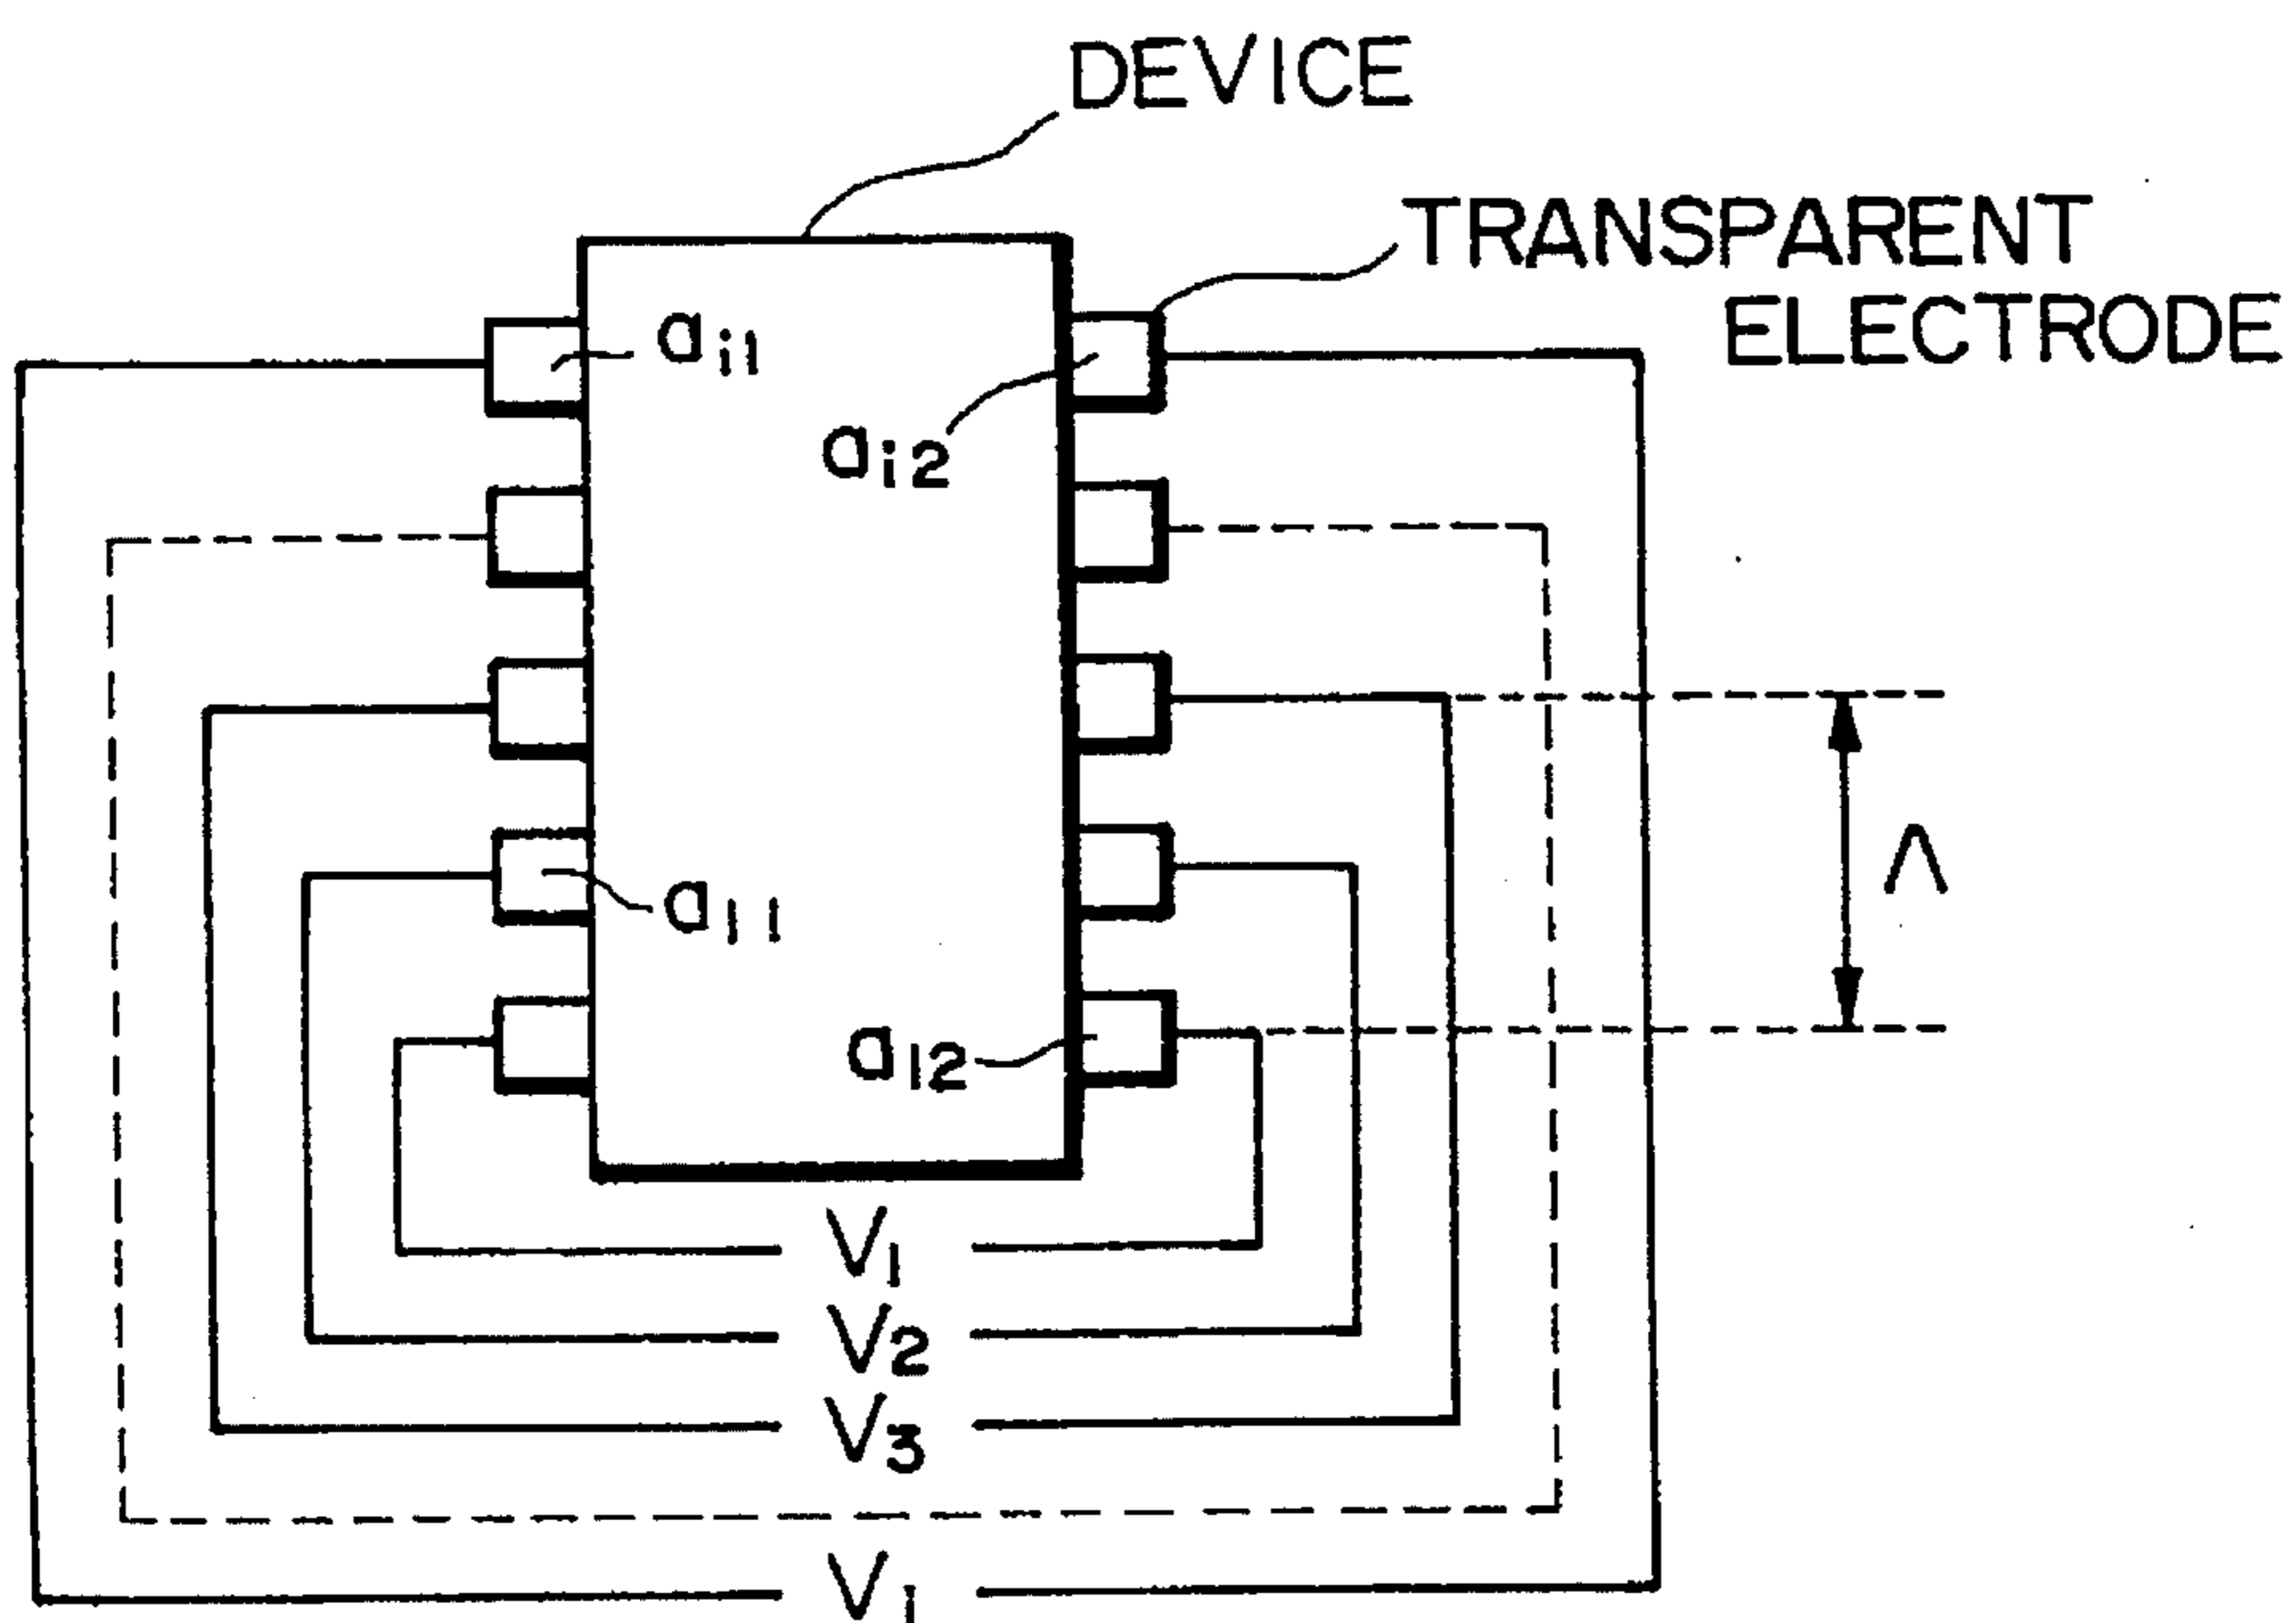 DEVICE
TRANSPARENT
ELECTRODE
ai1
ai2
Λ
a11
a12
V1
V2
V3
Vi